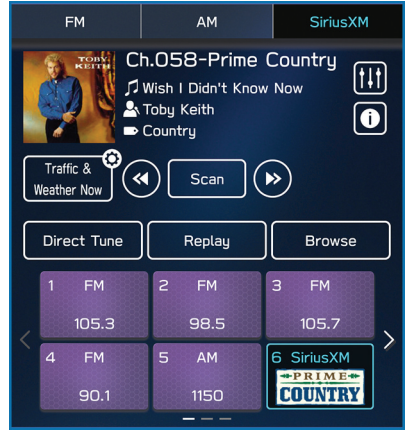 FM AM SiriusXM
TOBY
KEITH
Ch.058-Prime Country
Wish I Didn't Know Now
Toby Keith
Country
Traffic &
Weather Now
Scan
Direct Tune Replay Browse
1 FM
105.3
2 FM
98.5
3 FM
105.7
4 FM
90.1
5 AM
1150
6 SiriusXM
PRIME
COUNTRY